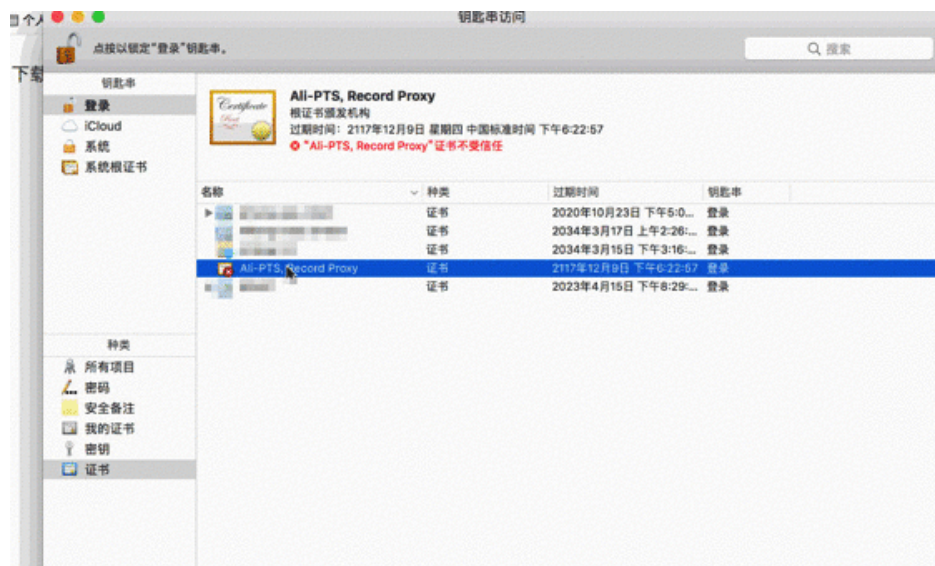 个人
钥匙串访问
点按以锁定“登录”钥匙串。
搜索
下载
钥匙串
登录
iCloud
系统
系统根证书
Ali-PTS, Record Proxy
根证书颁发机构
过期时间：2117年12月9日 星期四 中国标准时间 下午6:22:57
“Ali-PTS, Record Proxy”证书不受信任
名称 种类 过期时间 钥匙串
证书 2020年10月23日 下午5:0... 登录
证书 2034年3月17日 上午2:26:... 登录
证书 2034年3月15日 下午3:16:... 登录
Ali-PTS, Record Proxy 证书 2117年12月9日 下午6:22:57 登录
证书 2023年4月15日 下午8:29:... 登录
种类
所有项目
密码
安全备注
我的证书
密钥
证书